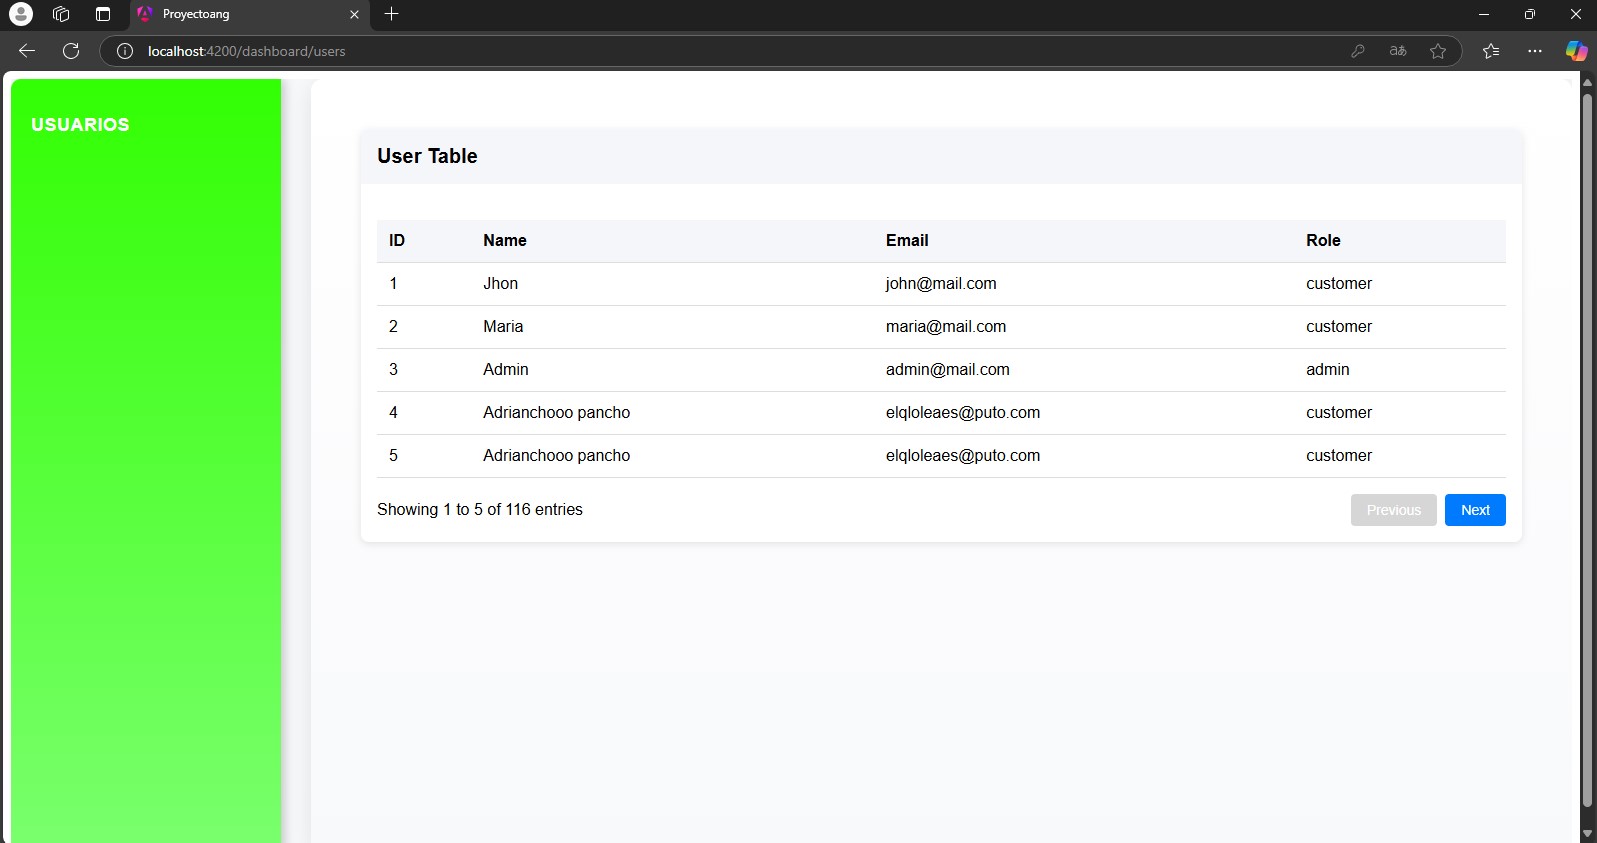 Proyectoang
localhost:4200/dashboard/users
aあ
USUARIOS
User Table
ID Name Email Role
1 Jhon john@mail.com customer
2 Maria maria@mail.com customer
3 Admin admin@mail.com admin
4 Adrianchooo pancho elqloleaes@puto.com customer
5 Adrianchooo pancho elqloleaes@puto.com customer
Showing 1 to 5 of 116 entries Previous Next